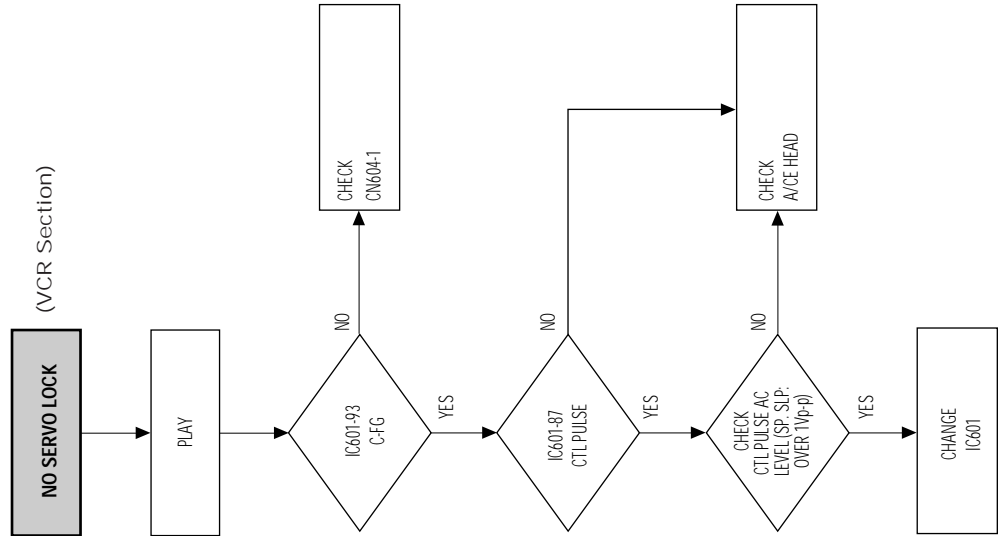 (VCR Section)
NO SERVO LOCK
PLAY
IC601-93
C-FG
NO
CHECK
CN604-1
YES
IC601-87
CTL PULSE
NO
YES
CHECK
CTL PULSE AC
LEVEL (SP. SLP:
OVER 1Vp-p)
NO
CHECK
A/CE HEAD
YES
CHANGE
IC601